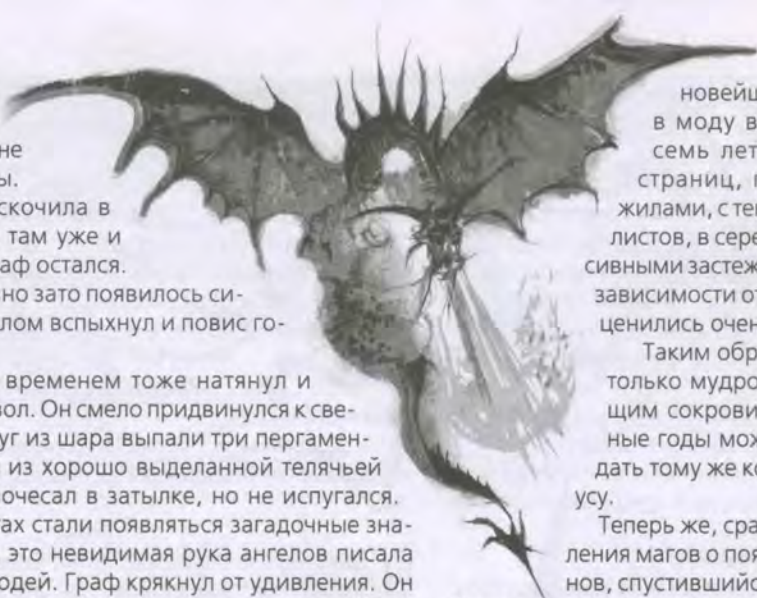 не
ы.
скочила в
там уже и
аф остался.
вно зато появилось си-
лом вспыхнул и повис го-
временем тоже натянул и
вол. Он смело придвинулся к све-
уг из шара выпали три пергамен-
из хорошо выделанной телячьей
очесал в затылке, но не испугался.
тах стали появляться загадочные зна-
это невидимая рука ангелов писала
юдей. Граф крякнул от удивления. Он
новейш
в моду в
семь лет
страниц,
жилами, с те
листов, в сере
сивными застеж
зависимости от
ценились очен
Таким обр
только мудро
щим сокрови
ные годы мож
дать тому же ко
усу.
Теперь же, сра
ления магов о поя
нов, спустившийс